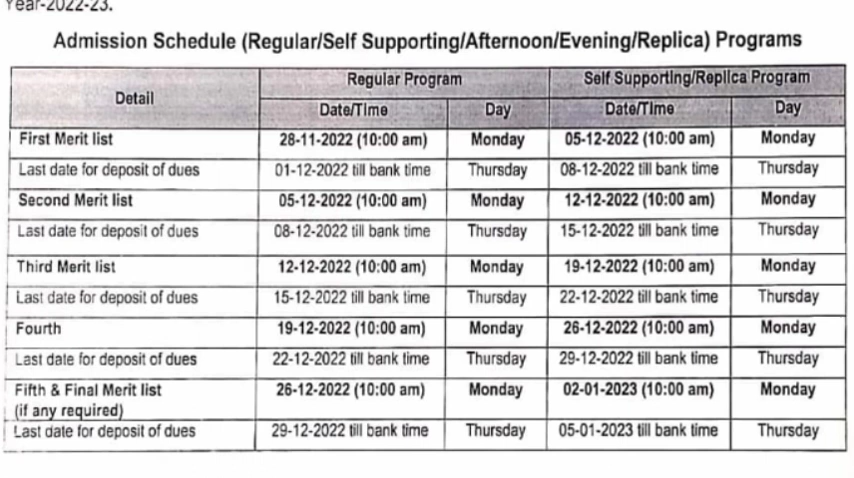 Year-2022-23.
Admission Schedule (Regular/Self Supporting/Afternoon/Evening/Replica) Programs
Detail Regular Program Self Supporting/Replica Program
Date/Time Day Date/Time Day
First Merit list 28-11-2022 (10:00 am) Monday 05-12-2022 (10:00 am) Monday
Last date for deposit of dues 01-12-2022 till bank time Thursday 08-12-2022 till bank time Thursday
Second Merit list 05-12-2022 (10:00 am) Monday 12-12-2022 (10:00 am) Monday
Last date for deposit of dues 08-12-2022 till bank time Thursday 15-12-2022 till bank time Thursday
Third Merit list 12-12-2022 (10:00 am) Monday 19-12-2022 (10:00 am) Monday
Last date for deposit of dues 15-12-2022 till bank time Thursday 22-12-2022 till bank time Thursday
Fourth 19-12-2022 (10:00 am) Monday 26-12-2022 (10:00 am) Monday
Last date for deposit of dues 22-12-2022 till bank time Thursday 29-12-2022 till bank time Thursday
Fifth & Final Merit list 26-12-2022 (10:00 am) Monday 02-01-2023 (10:00 am) Monday
(if any required)
Last date for deposit of dues 29-12-2022 till bank time Thursday 05-01-2023 till bank time Thursday